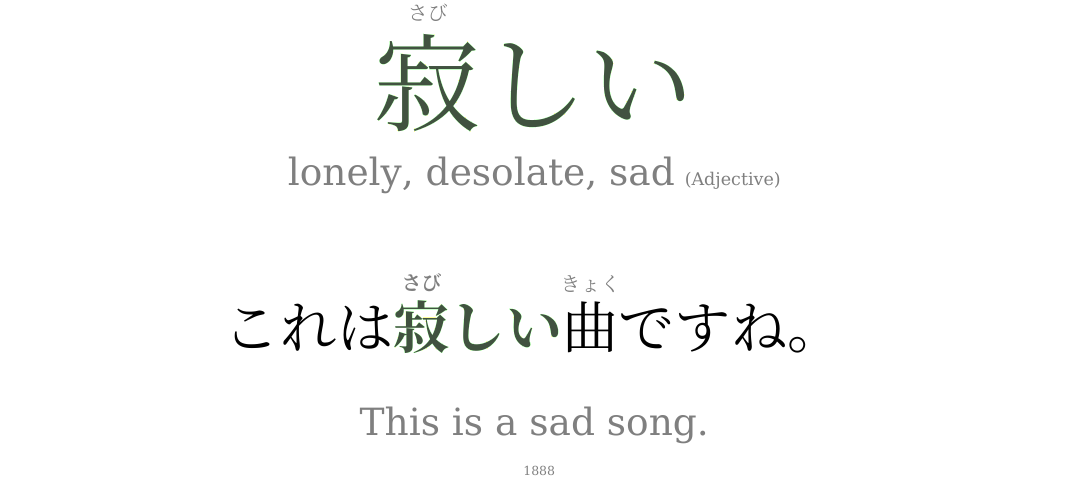 さび
寂しい
lonely, desolate, sad (Adjective)
さび きょく
これは寂しい曲ですね。
This is a sad song.
1888